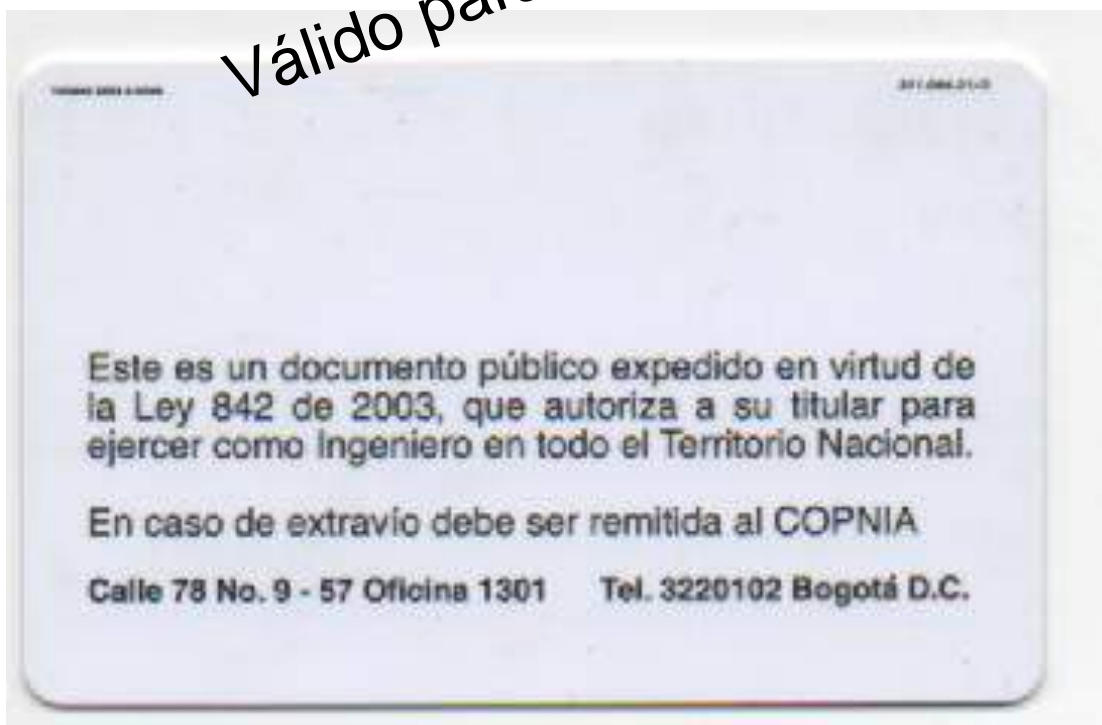 Válido para
Este es un documento público expedido en virtud de
la Ley 842 de 2003, que autoriza a su titular para
ejercer como Ingeniero en todo el Territorio Nacional.
En caso de extravío debe ser remitida al COPNIA
Calle 78 No. 9 - 57 Oficina 1301 Tel. 3220102 Bogotá D.C.